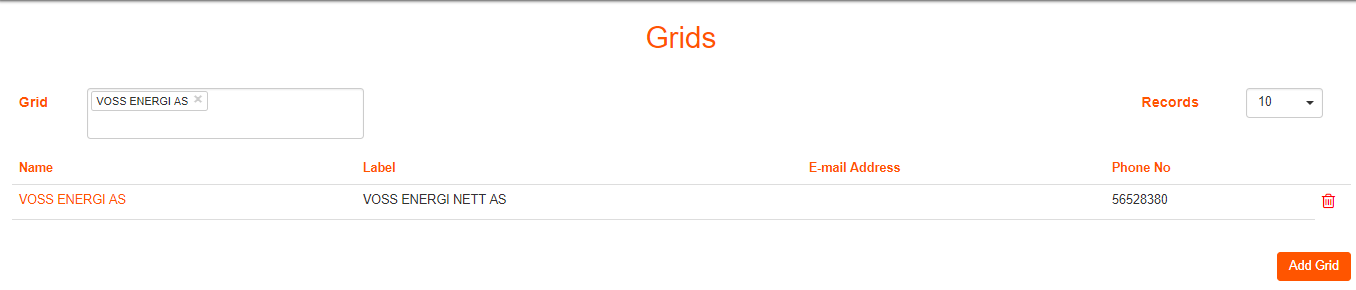 Grids
Grid VOSS ENERGI AS × Records 10
Name Label E-mail Address Phone No
VOSS ENERGI AS VOSS ENERGI NETT AS 56528380
Add Grid